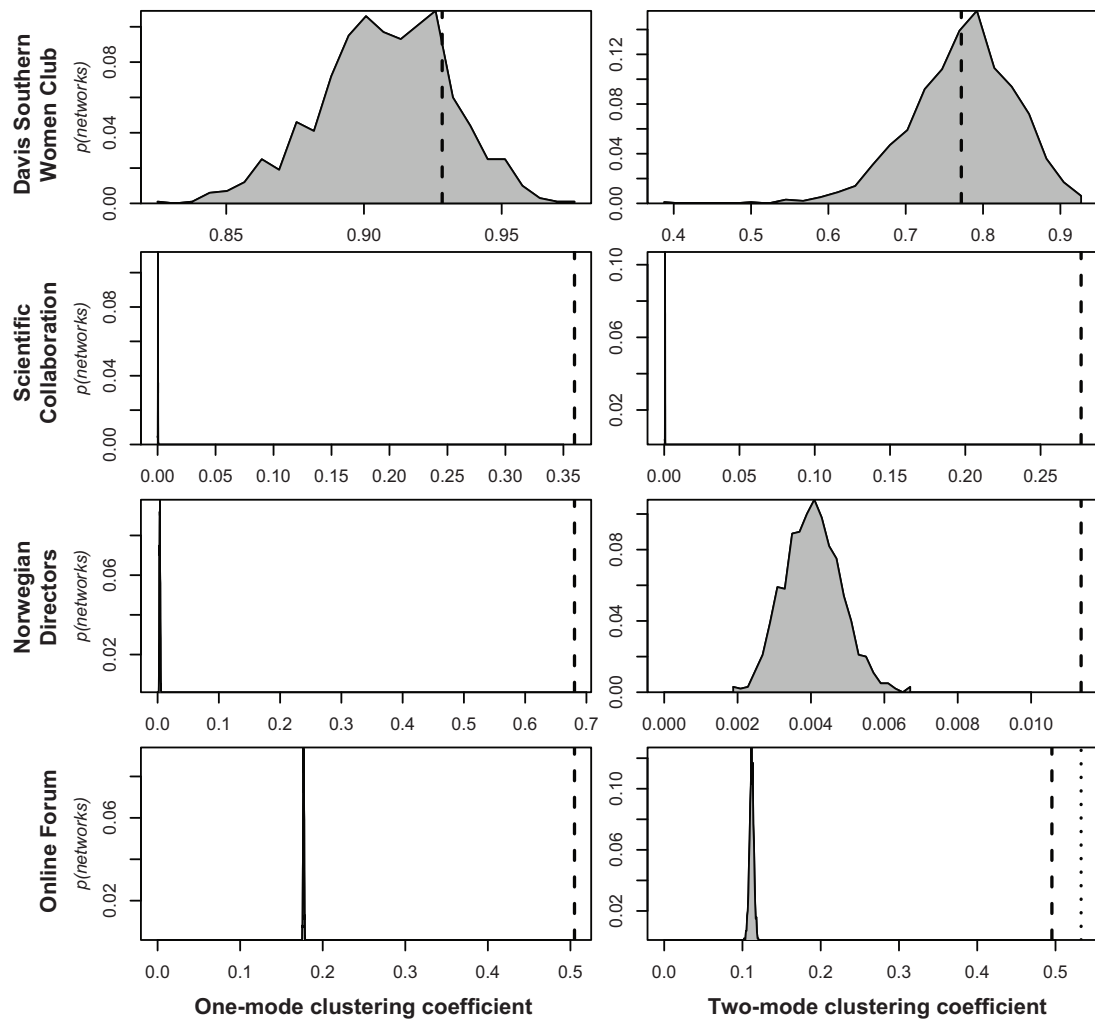 Davis Southern
Women Club
p(networks)
0.00 0.04 0.08
0.85 0.90 0.95
0.00 0.04 0.08 0.12
0.4 0.5 0.6 0.7 0.8 0.9
Scientific
Collaboration
p(networks)
0.00 0.04 0.08
0.00 0.05 0.10 0.15 0.20 0.25 0.30 0.35
0.02 0.06 0.10
0.00 0.05 0.10 0.15 0.20 0.25
Norwegian
Directors
p(networks)
0.02 0.06
0.0 0.1 0.2 0.3 0.4 0.5 0.6 0.7
0.00 0.04 0.08
0.000 0.002 0.004 0.006 0.008 0.010
Online Forum
p(networks)
0.02 0.06
0.0 0.1 0.2 0.3 0.4 0.5
0.02 0.06 0.10
0.0 0.1 0.2 0.3 0.4 0.5
One-mode clustering coefficient
Two-mode clustering coefficient